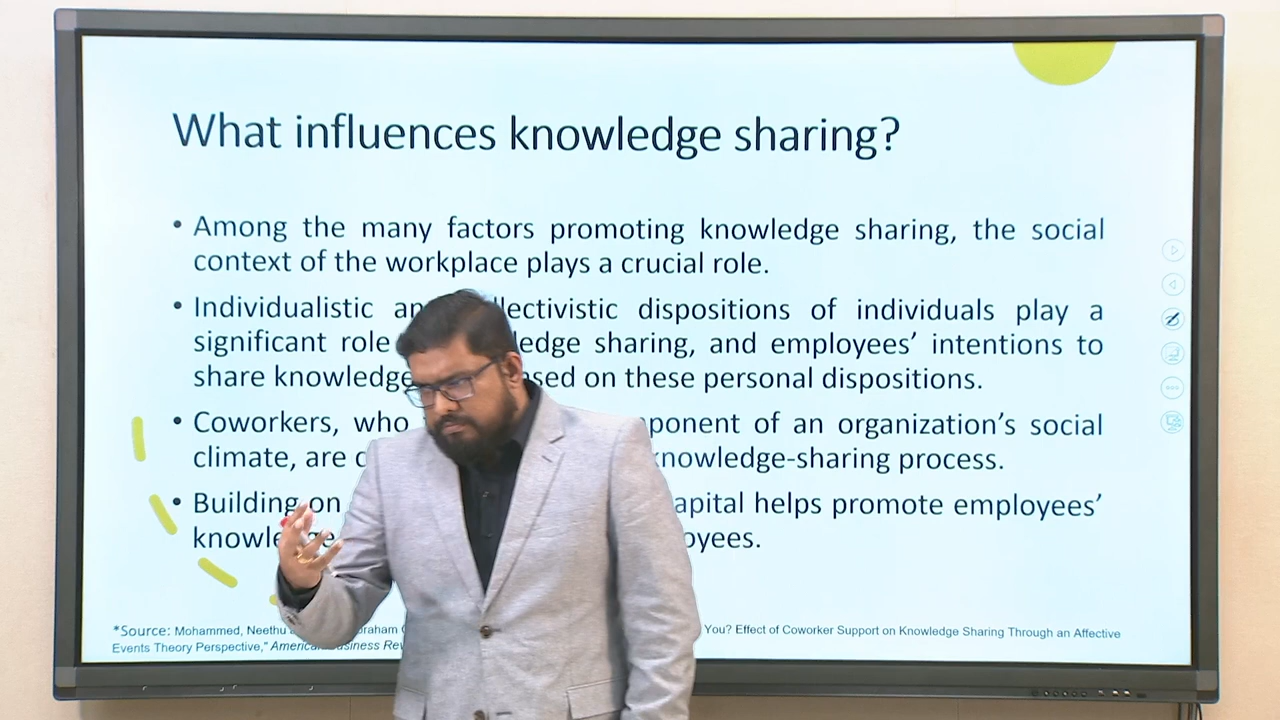 What influences knowledge sharing?
• Among the many factors promoting knowledge sharing, the social
context of the workplace plays a crucial role.
• Individualistic an llectivistic dispositions of individuals play a
significant role ledge sharing, and employees’ intentions to
share knowledge sed on these personal dispositions.
• Coworkers, who ponent of an organization’s social
climate, are c knowledge-sharing process.
• Building on apital helps promote employees’
knowle oyees.
*Source: Mohammed, Neethu braham You? Effect of Coworker Support on Knowledge Sharing Through an Affective
Events Theory Perspective,” America Business Rev